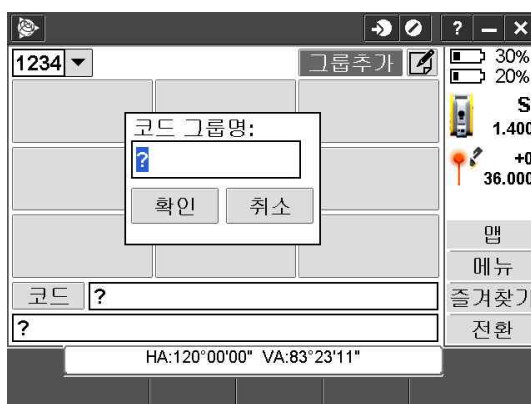 ? – ×
1234 그룹추가
30%
20%
S
1.400
+0
36.000
코드 그룹명:
?
확인 취소
맵
메뉴
즐겨찾기
전환
코드 ?
?
HA:120°00'00" VA:83°23'11"